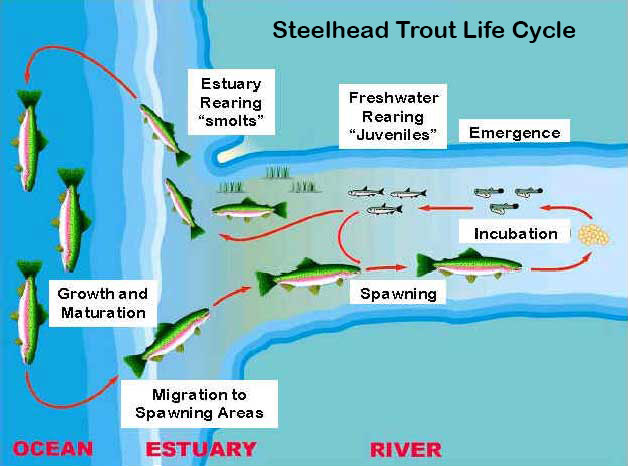 Steelhead Trout Life Cycle
Estuary
Rearing
“smolts”
Freshwater
Rearing
“Juveniles”
Emergence
Incubation
Growth and
Maturation
Spawning
Migration to
Spawning Areas
OCEAN
ESTUARY
RIVER